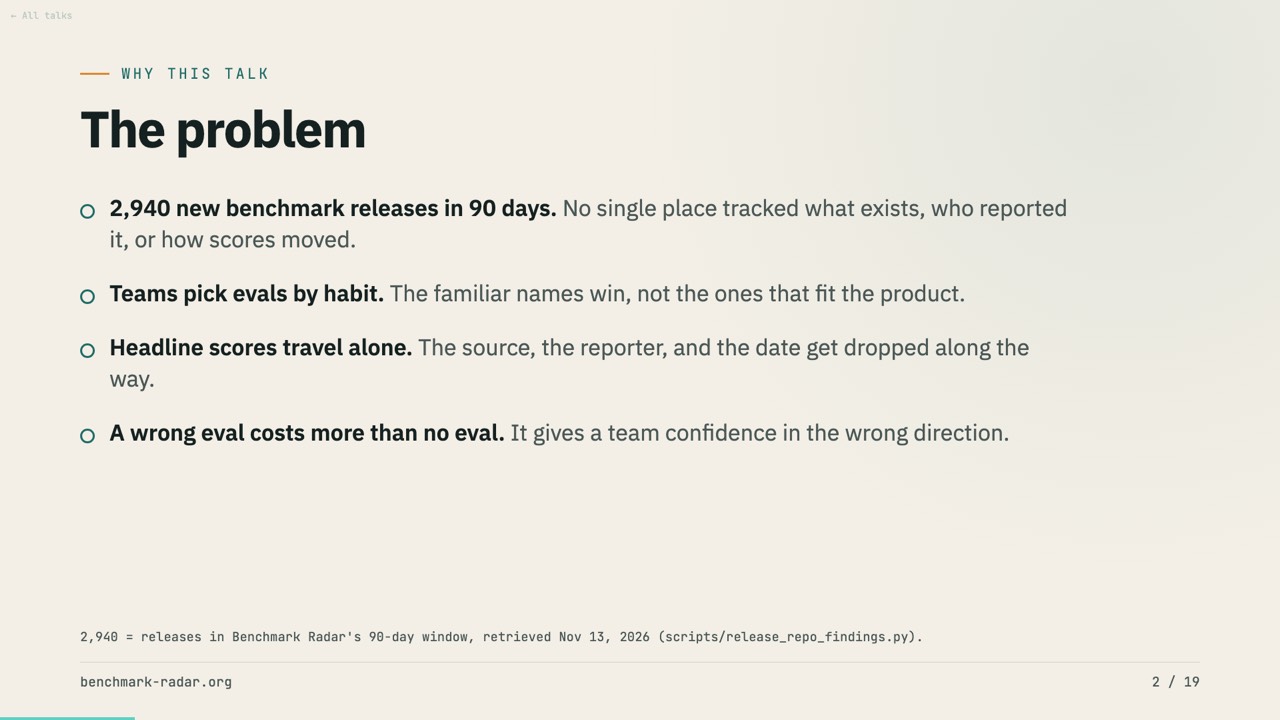 ← All talks
WHY THIS TALK
The problem
2,940 new benchmark releases in 90 days. No single place tracked what exists, who reported
it, or how scores moved.
Teams pick evals by habit. The familiar names win, not the ones that fit the product.
Headline scores travel alone. The source, the reporter, and the date get dropped along the
way.
A wrong eval costs more than no eval. It gives a team confidence in the wrong direction.
2,940 = releases in Benchmark Radar's 90-day window, retrieved Nov 13, 2026 (scripts/release_repo_findings.py).
benchmark-radar.org
2 / 19